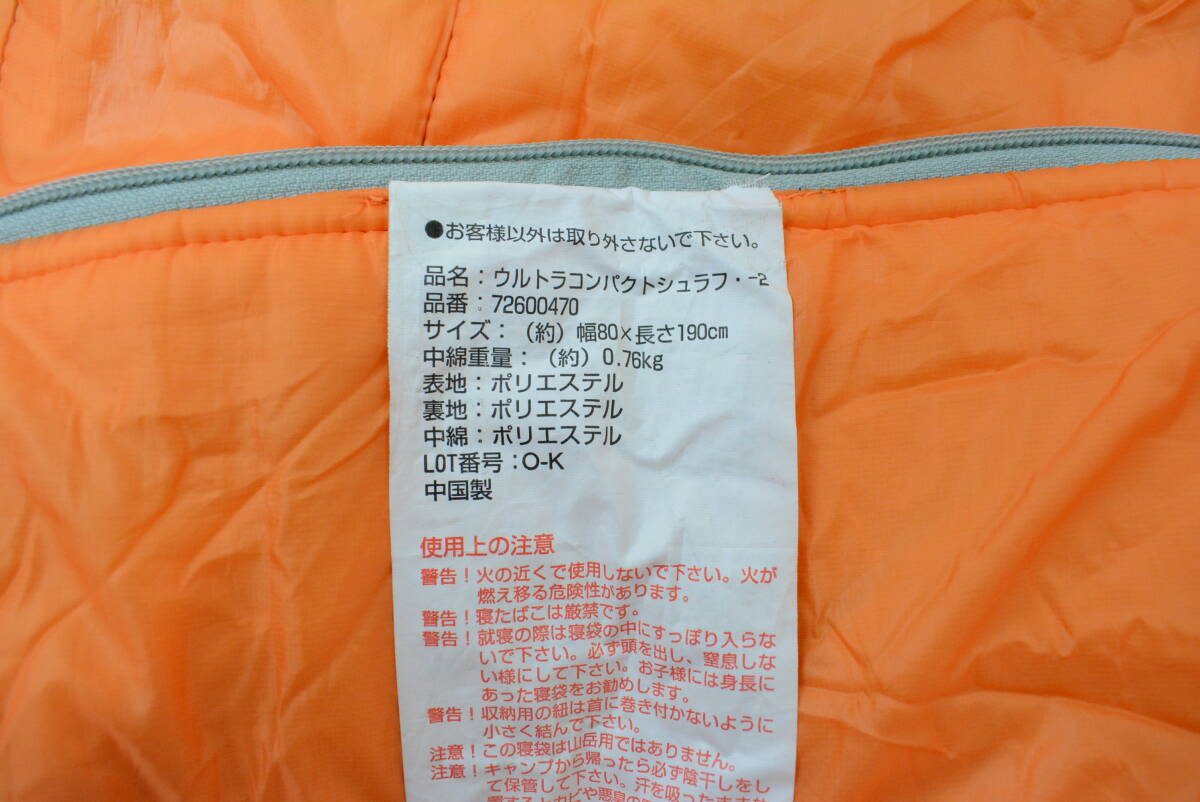 ●お客様以外は取り外さないで下さい。
品名：ウルトラコンパクトシュラフ・-2
品番：72600470
サイズ：（約）幅80×長さ190cm
中綿重量：（約）0.76kg
表地：ポリエステル
裏地：ポリエステル
中綿：ポリエステル
LOT番号：O-K
中国製
使用上の注意
警告！火の近くで使用しないで下さい。火が
燃え移る危険性があります。
警告！寝たばこは厳禁です。
警告！就寝の際は寝袋の中にすっぽり入らな
いで下さい。必ず頭を出し、窒息しな
い様にして下さい。お子様には身長に
あった寝袋をお勧めします。
警告！収納用の紐は首に巻き付かないように
小さく結んで下さい。
注意！この寝袋は山岳用ではありません。
注意！キャンプから帰ったら必ず陰干しをし
て保管して下さい。汗を吸ったままか